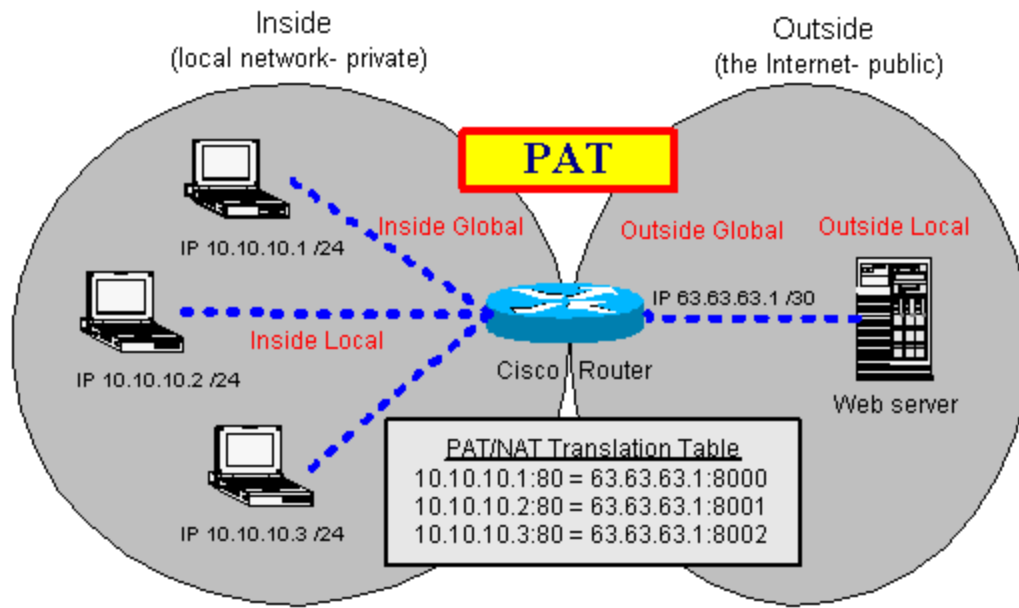 Inside
(local network- private)
Outside
(the Internet- public)
PAT
IP 10.10.10.1 /24
Inside Global
Outside Global
Outside Local
IP 63.63.63.1 /30
Inside Local
IP 10.10.10.2 /24
Cisco Router
Web server
IP 10.10.10.3 /24
PAT/NAT Translation Table
10.10.10.1:80 = 63.63.63.1:8000
10.10.10.2:80 = 63.63.63.1:8001
10.10.10.3:80 = 63.63.63.1:8002